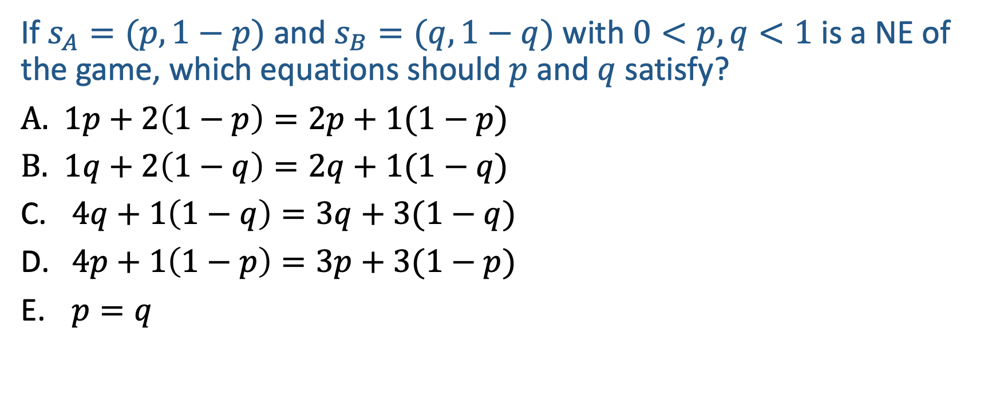 If 𝑠𝐴 = (𝑝, 1 − 𝑝) and 𝑠𝐵 = (𝑞, 1 − 𝑞) with 0 < 𝑝, 𝑞 < 1 is a NE of
the game, which equations should 𝑝 and 𝑞 satisfy?
A. 1𝑝 + 2(1 − 𝑝) = 2𝑝 + 1(1 − 𝑝)
B. 1𝑞 + 2(1 − 𝑞) = 2𝑞 + 1(1 − 𝑞)
C. 4𝑞 + 1(1 − 𝑞) = 3𝑞 + 3(1 − 𝑞)
D. 4𝑝 + 1(1 − 𝑝) = 3𝑝 + 3(1 − 𝑝)
E. 𝑝 = 𝑞